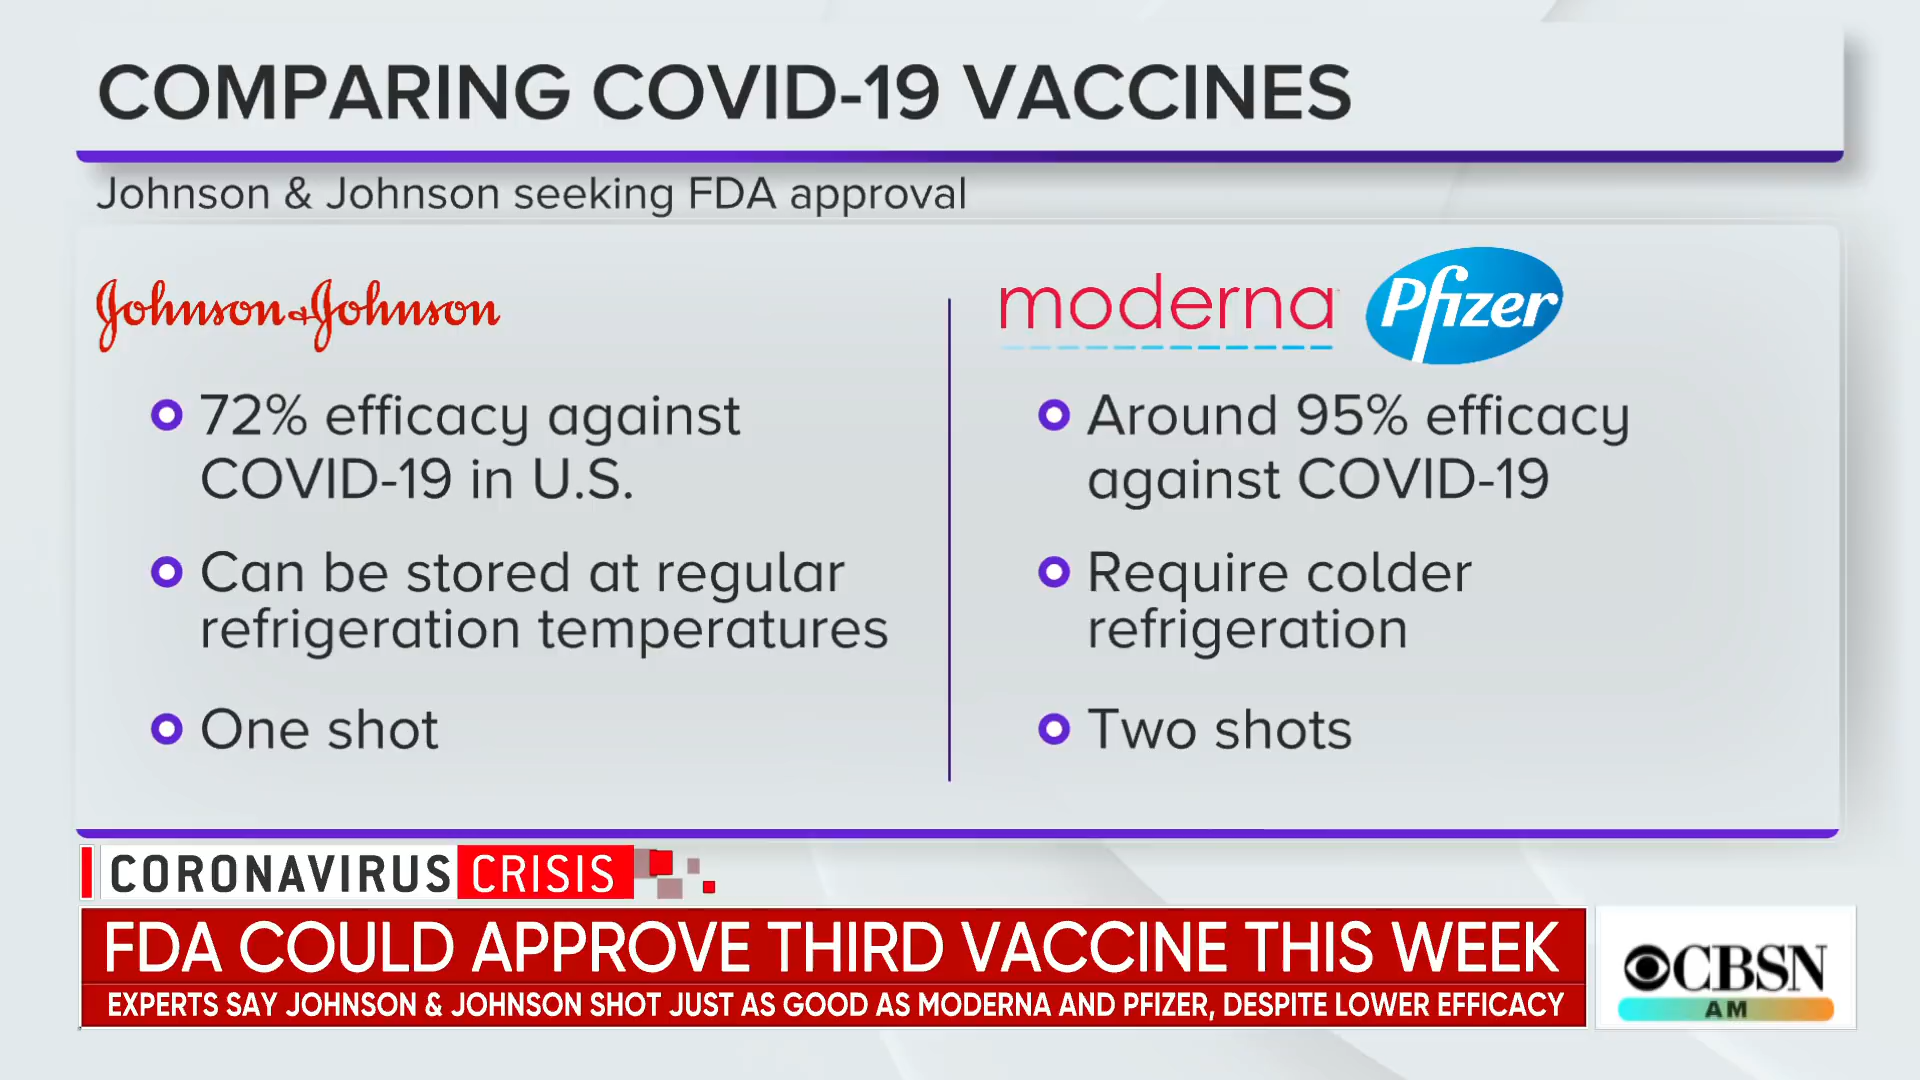 COMPARING COVID-19 VACCINES
Johnson & Johnson seeking FDA approval
Johnson & Johnson
72% efficacy against
COVID-19 in U.S.
Can be stored at regular
refrigeration temperatures
One shot
moderna
Pfizer
Around 95% efficacy
against COVID-19
Require colder
refrigeration
Two shots
CORONAVIRUS CRISIS
FDA COULD APPROVE THIRD VACCINE THIS WEEK
EXPERTS SAY JOHNSON & JOHNSON SHOT JUST AS GOOD AS MODERNA AND PFIZER, DESPITE LOWER EFFICACY
CBSN
AM